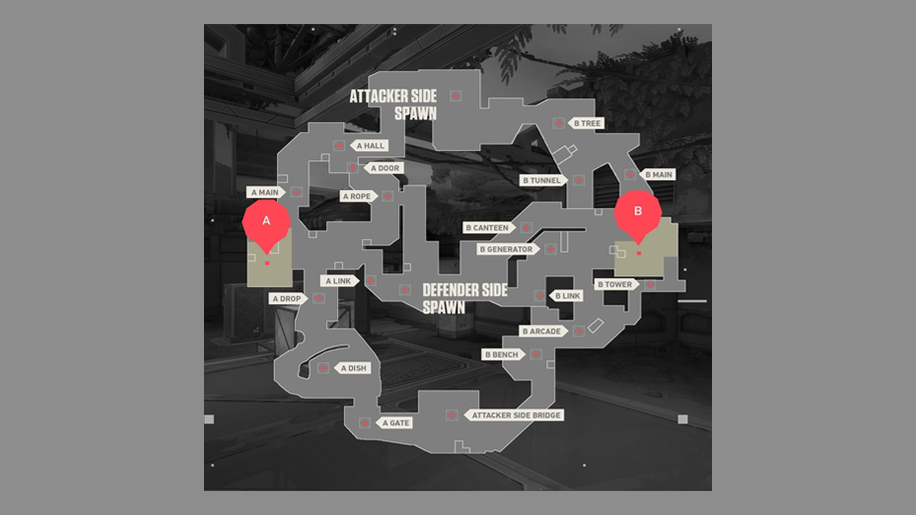 ATTACKER SIDE
SPAWN
B TREE
A HALL
A DOOR
B MAIN
B TUNNEL
A MAIN
A ROPE
A
B
B CANTEEN
B GENERATOR
A LINK
B TOWER
DEFENDER SIDE
SPAWN
A DROP
B LINK
B ARCADE
B BENCH
A DISH
ATTACKER SIDE BRIDGE
A GATE